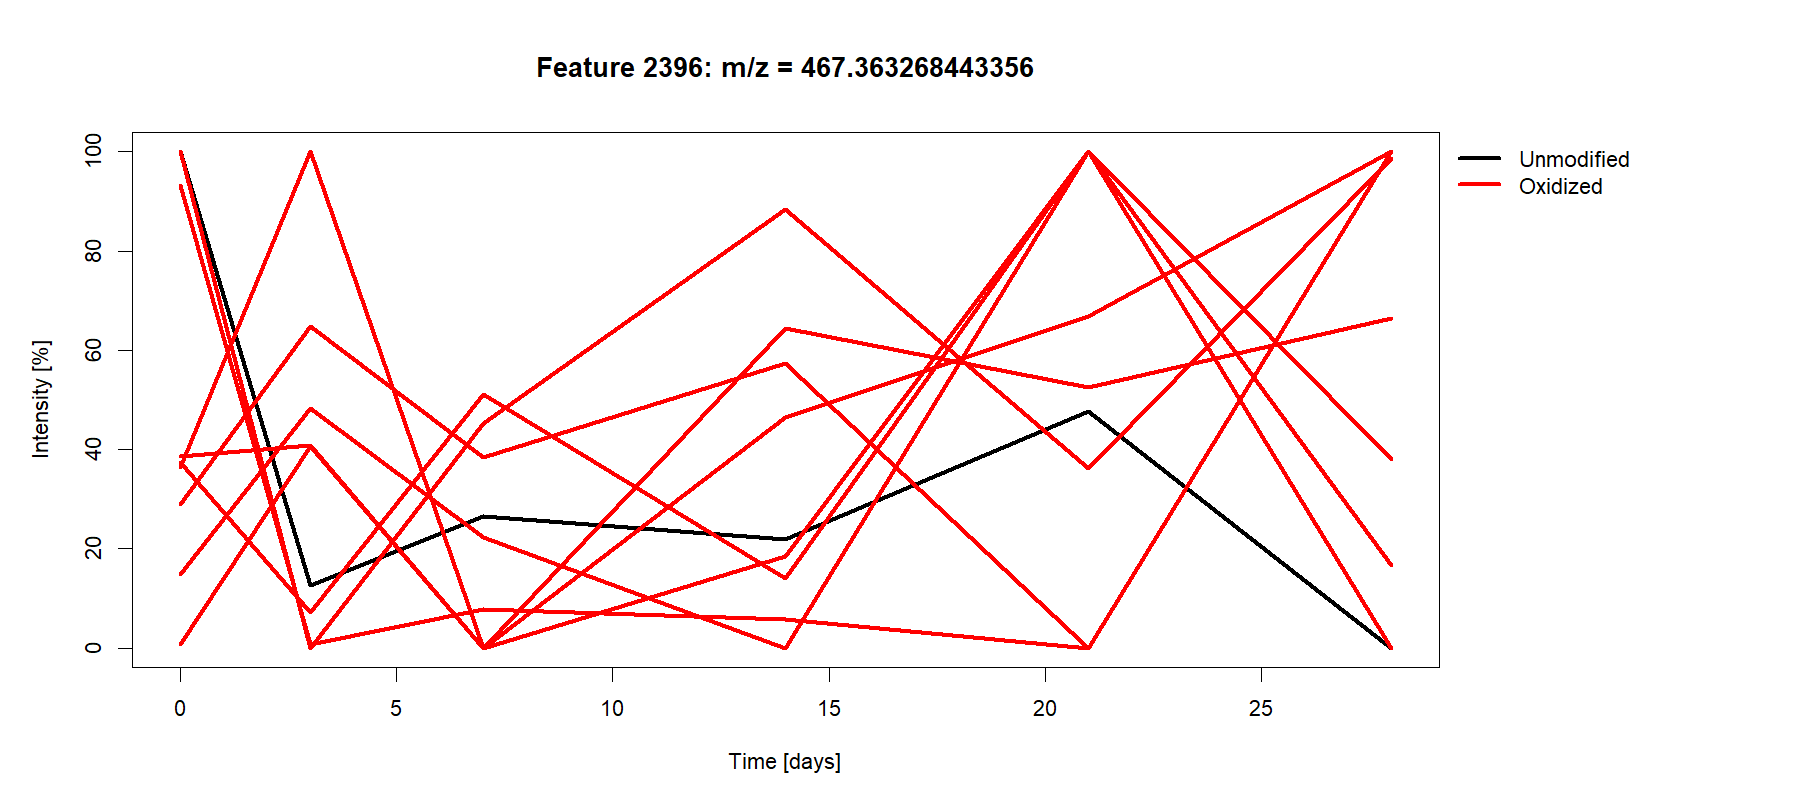 Feature 2396: m/z = 467.363268443356
Unmodified
Oxidized
Intensity [%]
100
80
60
40
20
0
0 5 10 15 20 25
Time [days]